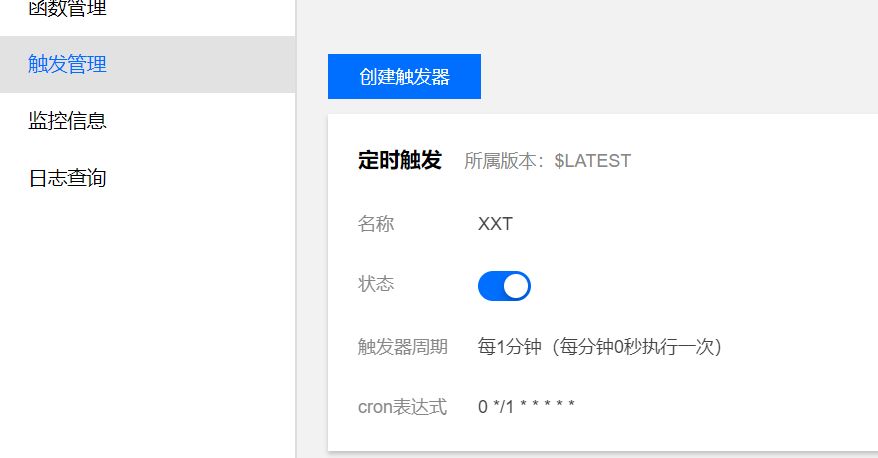 函数管理
触发管理
监控信息
日志查询
创建触发器
定时触发 所属版本：$LATEST
名称 XXT
状态
触发器周期 每1分钟（每分钟0秒执行一次）
cron表达式 0 */1 * * * * *